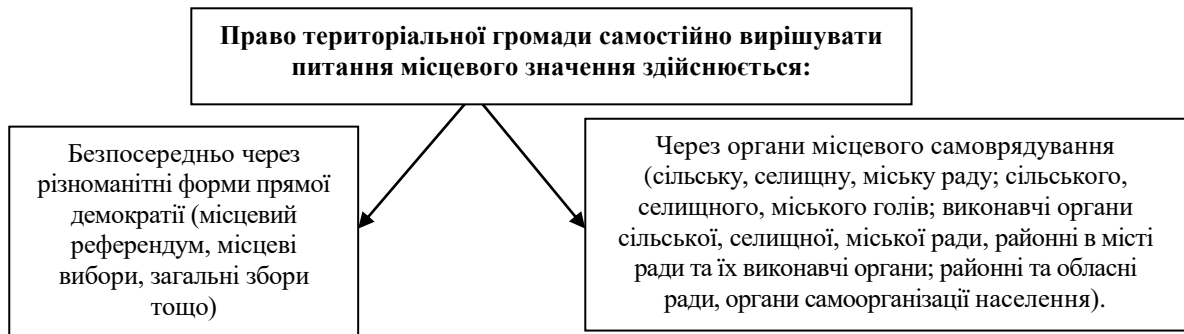 Право територіальної громади самостійно вирішувати
питання місцевого значення здійснюється:
Безпосередньо через
різноманітні форми прямої
демократії (місцевий
референдум, місцеві
вибори, загальні збори
тощо)
Через органи місцевого самоврядування
(сільську, селищну, міську раду; сільського,
селищного, міського голів; виконавчі органи
сільської, селищної, міської ради, районні в місті
ради та їх виконавчі органи; районні та обласні
ради, органи самоорганізації населення).